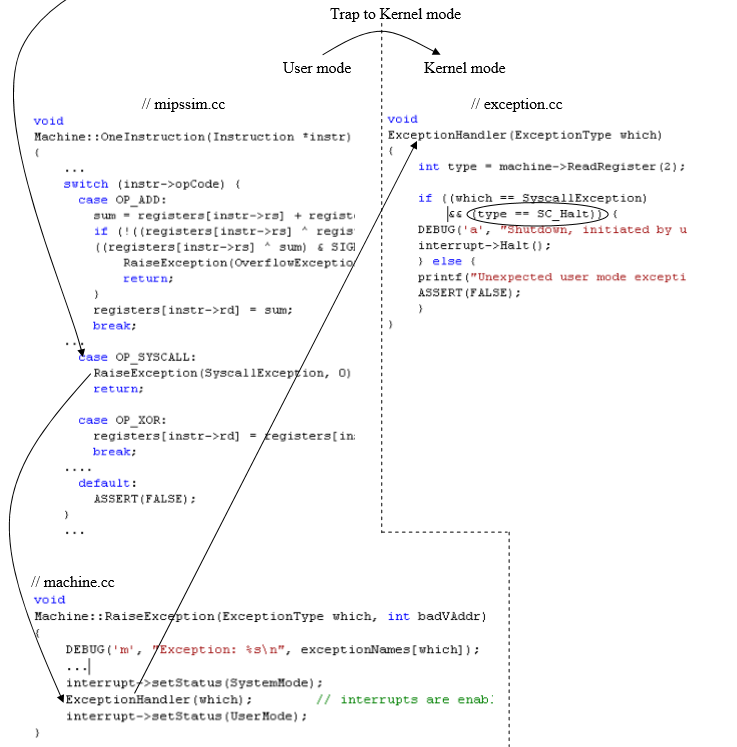 Trap to Kernel mode
User mode
Kernel mode
// mipssim.cc
void
Machine::OneInstruction(Instruction *instr)
{
...
switch (instr->opCode) {
case OP_ADD:
sum = registers[instr->rs] + regist
if (!((registers[instr->rs] ^ regis
((registers[instr->rs] ^ sum) & SIG
RaiseException(OverflowExceptio
return;
}
registers[instr->rd] = sum;
break;
...
case OP_SYSCALL:
RaiseException(SyscallException, 0)
return;
case OP_XOR:
registers[instr->rd] = registers[in
break;
....
default:
ASSERT(FALSE);
}
...
// exception.cc
void
ExceptionHandler(ExceptionType which)
{
int type = machine->ReadRegister(2);
if ((which == SyscallException)
&& (type == SC_Halt)) {
DEBUG('a', "Shutdown, initiated by u
interrupt->Halt();
} else {
printf("Unexpected user mode excepti
ASSERT(FALSE);
}
}
// machine.cc
void
Machine::RaiseException(ExceptionType which, int badVAddr)
{
DEBUG('m', "Exception: %s\n", exceptionNames[which]);
...
interrupt->setStatus(SystemMode);
ExceptionHandler(which); // interrupts are enabl
interrupt->setStatus(UserMode);
}